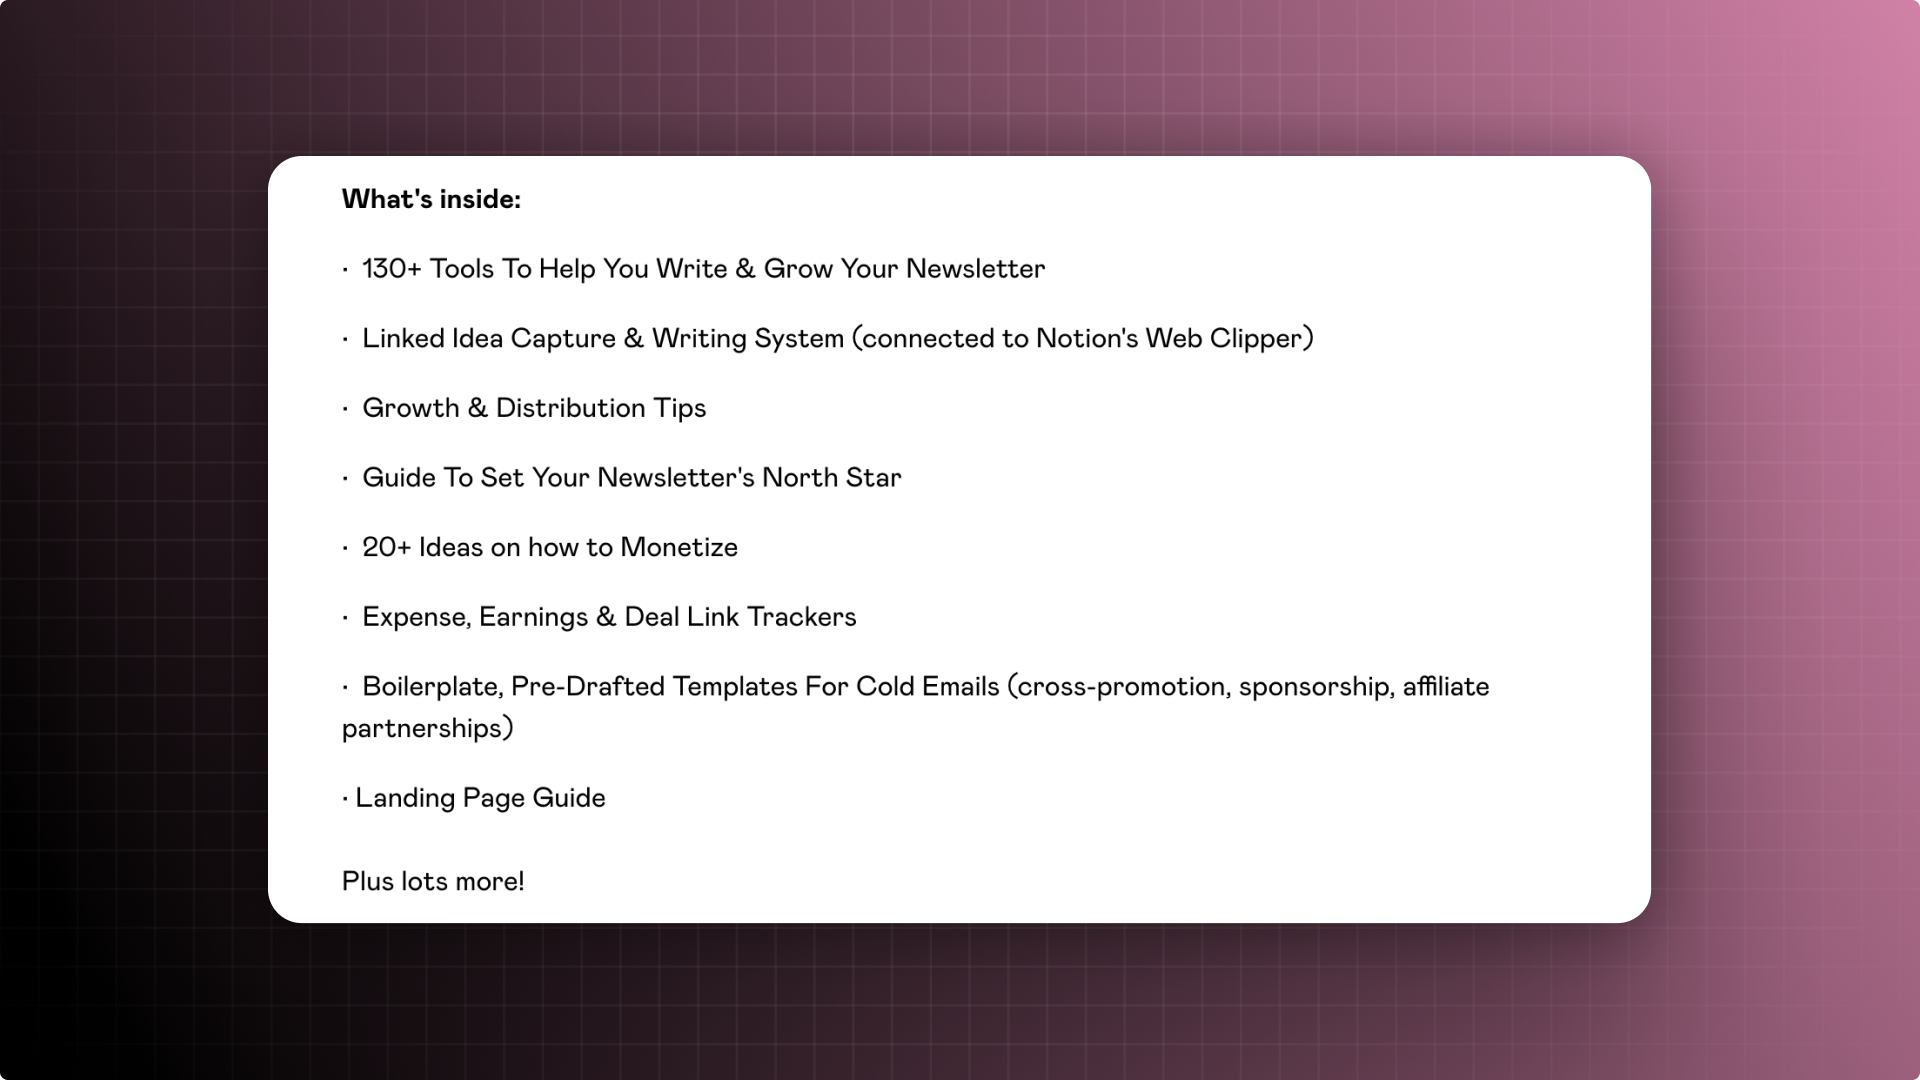 What's inside:
· 130+ Tools To Help You Write & Grow Your Newsletter
· Linked Idea Capture & Writing System (connected to Notion's Web Clipper)
· Growth & Distribution Tips
· Guide To Set Your Newsletter's North Star
· 20+ Ideas on how to Monetize
· Expense, Earnings & Deal Link Trackers
· Boilerplate, Pre-Drafted Templates For Cold Emails (cross-promotion, sponsorship, affiliate
partnerships)
· Landing Page Guide
Plus lots more!